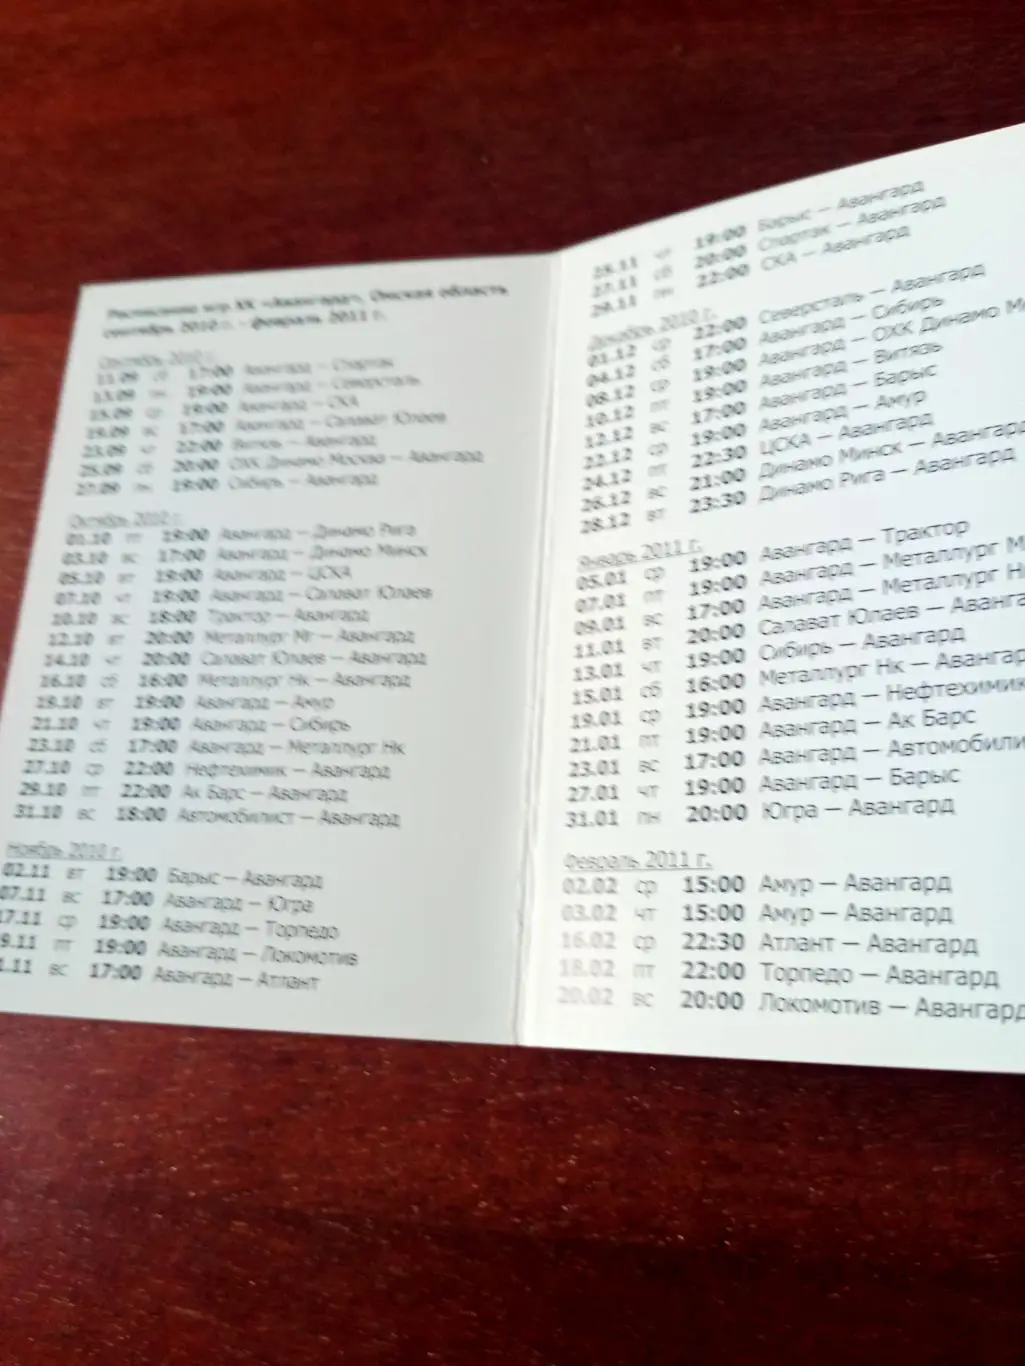 Расписание игр ХК «Авангард», Омская область
сентябрь 2010 г. - февраль 2011 г.
Сентябрь 2010 г.
11.09 сб 17:00 Авангард — Спартак
13.09 пн 19:00 Авангард — Северсталь
15.09 ср 19:00 Авангард — СКА
19.09 вс 17:00 Авангард — Салават Юлаев
23.09 чт 22:00 Витязь — Авангард
25.09 сб 20:00 ОХК Динамо Москва — Авангард
27.09 пн 19:00 Сибирь — Авангард
Октябрь 2010 г.
01.10 пт 19:00 Авангард — Динамо Рига
03.10 вс 17:00 Авангард — Динамо Минск
05.10 вт 19:00 Авангард — ЦСКА
07.10 чт 19:00 Авангард — Салават Юлаев
10.10 вс 18:00 Трактор — Авангард
12.10 вт 20:00 Металлург Мг — Авангард
14.10 чт 20:00 Салават Юлаев — Авангард
16.10 сб 16:00 Металлург Нк — Авангард
19.10 вт 19:00 Авангард — Амур
21.10 чт 19:00 Авангард — Сибирь
23.10 сб 17:00 Авангард — Металлург Нк
27.10 ср 22:00 Нефтехимик — Авангард
29.10 пт 22:00 Ак Барс — Авангард
31.10 вс 18:00 Автомобилист — Авангард
Ноябрь 2010 г.
02.11 вт 19:00 Барыс — Авангард
07.11 вс 17:00 Авангард — Югра
17.11 ср 19:00 Авангард — Торпедо
9.11 пт 19:00 Авангард — Локомотив
1.11 вс 17:00 Авангард — Атлант
25.11 чт 19:00 Барыс — Авангард
27.11 сб 20:00 Спартак — Авангард
29.11 пн 22:00 СКА — Авангард
Декабрь 2010 г.
01.12 ср 22:00 Северсталь — Авангард
04.12 сб 17:00 Авангард — Сибирь
08.12 ср 19:00 Авангард — ОХК Динамо М
10.12 пт 19:00 Авангард — Витязь
12.12 вс 17:00 Авангард — Барыс
22.12 ср 19:00 Авангард — Амур
24.12 пт 22:30 ЦСКА — Авангард
26.12 вс 21:00 Динамо Минск — Авангард
28.12 вт 23:30 Динамо Рига — Авангард
Январь 2011 г.
05.01 ср 19:00 Авангард — Трактор
07.01 пт 19:00 Авангард — Металлург М
09.01 вс 17:00 Авангард — Металлург Н
11.01 вт 20:00 Салават Юлаев — Аванга
13.01 чт 19:00 Сибирь — Авангард
15.01 сб 16:00 Металлург Нк — Авангар
19.01 ср 19:00 Авангард — Нефтехимик
21.01 пт 19:00 Авангард — Ак Барс
23.01 вс 17:00 Авангард — Автомобили
27.01 чт 19:00 Авангард — Барыс
31.01 пн 20:00 Югра — Авангард
Февраль 2011 г.
02.02 ср 15:00 Амур — Авангард
03.02 чт 15:00 Амур — Авангард
16.02 ср 22:30 Атлант — Авангард
18.02 пт 22:00 Торпедо — Авангард
20.02 вс 20:00 Локомотив — Авангард